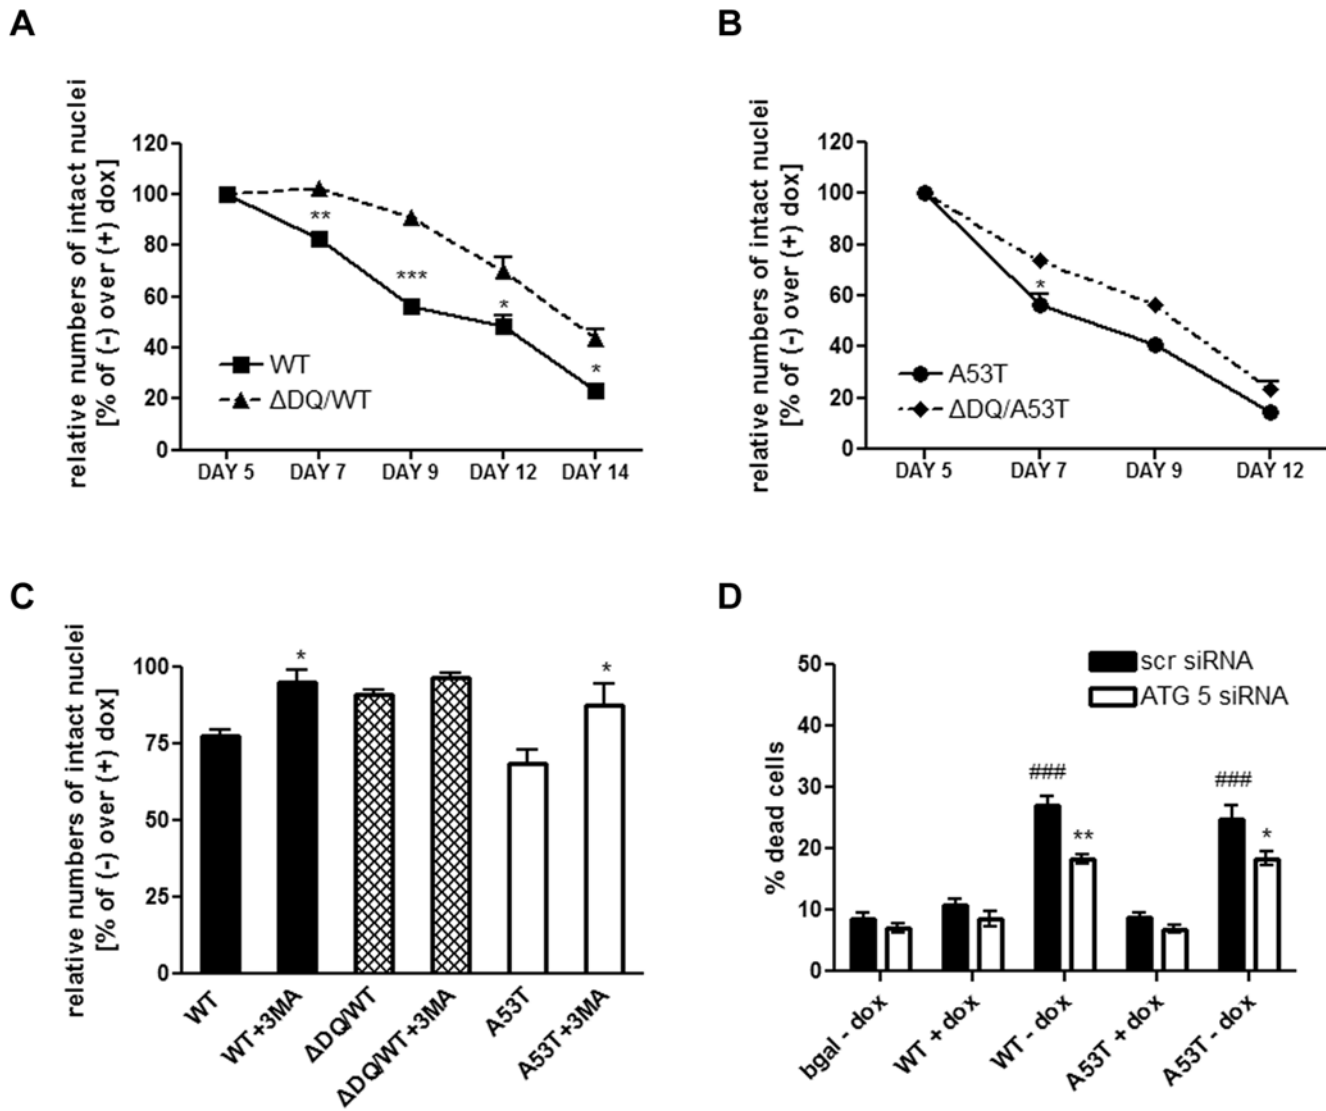 A
relative numbers of intact nuclei
[% of (-) over (+) dox]
120
100
80
60
40
20
0
**
***
*
*
WT
ΔDQ/WT
DAY 5
DAY 7
DAY 9
DAY 12
DAY 14
B
relative numbers of intact nuclei
[% of (-) over (+) dox]
120
100
80
60
40
20
0
*
A53T
ΔDQ/A53T
DAY 5
DAY 7
DAY 9
DAY 12
C
relative numbers of intact nuclei
[% of (-) over (+) dox]
100
75
50
25
0
*
*
WT
WT+3MA
ΔDQ/WT
ΔDQ/WT+3MA
A53T
A53T+3MA
D
% dead cells
50
40
30
20
10
0
scr siRNA
ATG 5 siRNA
###
**
###
*
bgal - dox
WT + dox
WT - dox
A53T + dox
A53T - dox